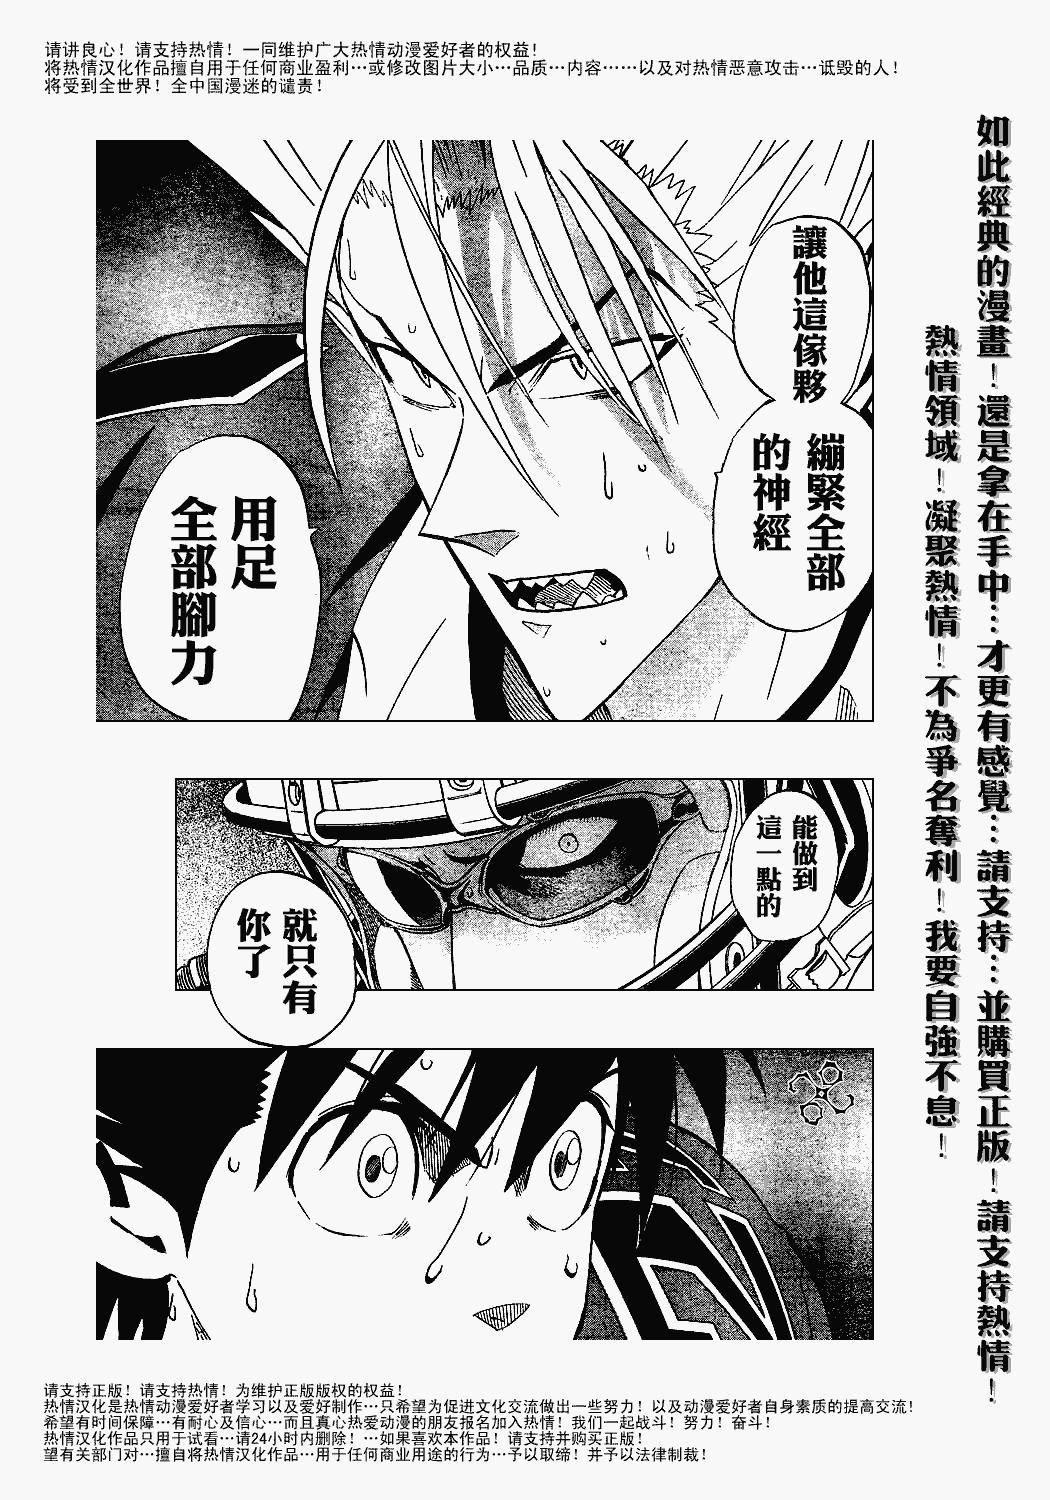 请讲良心！请支持热情！一同维护广大热情动漫爱好者的权益！
将热情汉化作品擅自用于任何商业盈利…或修改图片大小…品质…内容……以及对热情恶意攻击…诋毁的人！
将受到全世界！全中国漫迷的谴责！
如此經典的漫畫！還是拿在手中…才更有感覺…請支持…並購買正版！請支持熱情！
熱情領域！凝聚熱情！不為爭名奪利！我要自強不息！
讓他這傢夥
繃緊全部
的神經
用足
全部腳力
能做到
這一點的
就只有
你了
请支持正版！请支持热情！为维护正版版权的权益！
热情汉化是热情动漫爱好者学习以及爱好制作…只希望为促进文化交流做出一些努力！以及动漫爱好者自身素质的提高交流！
希望有时间保障…有耐心及信心…而且真心热爱动漫的朋友报名加入热情！我们一起战斗！努力！奋斗！
热情汉化作品只用于试看…请24小时内删除！…如果喜欢本作品！请支持并购买正版！
望有关部门对…擅自将热情汉化作品…用于任何商业用途的行为…予以取缔！并予以法律制裁！